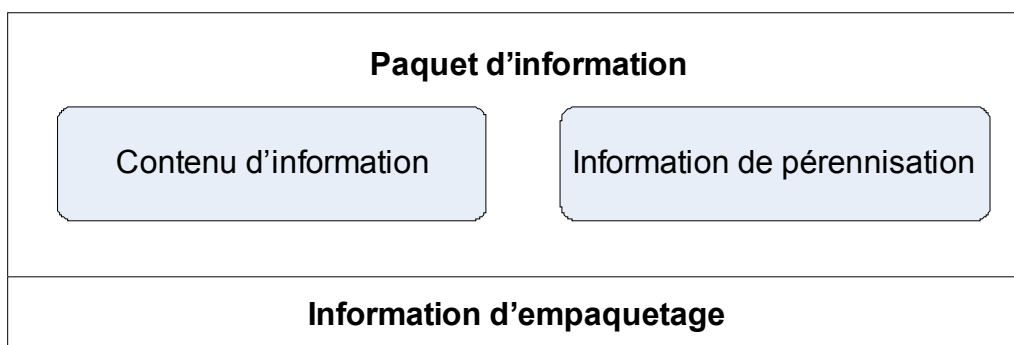 Paquet d’information
Contenu d’information
Information de pérennisation
Information d’empaquetage